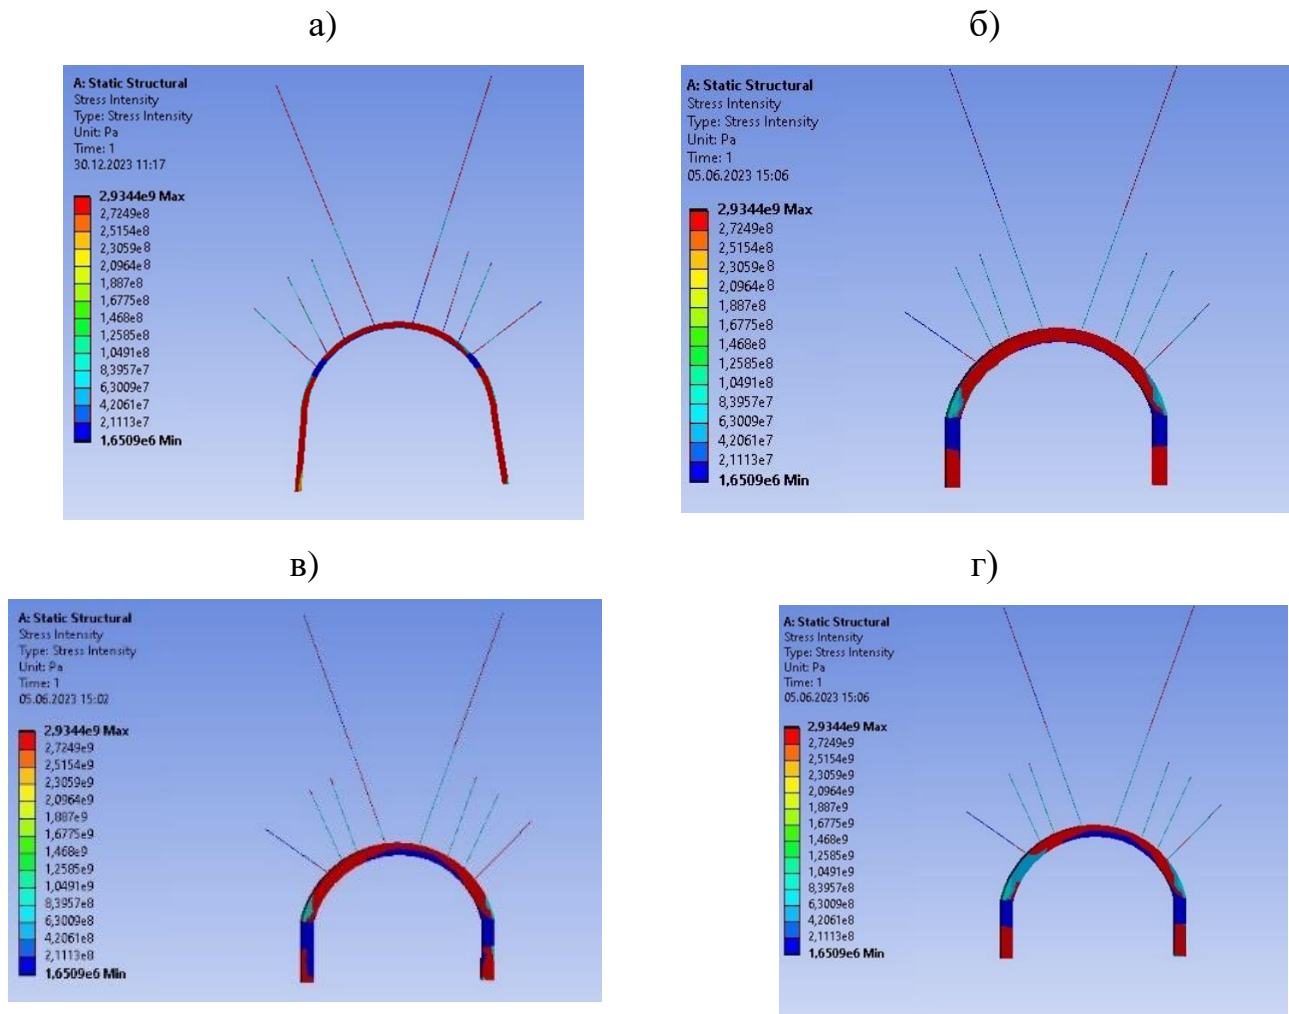 а)
б)
A: Static Structural
Stress Intensity
Type: Stress Intensity
Unit: Pa
Time: 1
30.12.2023 11:17
2,9344e9 Max
2,7249e8
2,5154e8
2,3059e8
2,0964e8
1,887e8
1,6775e8
1,468e8
1,2585e8
1,0491e8
8,3957e7
6,3009e7
4,2061e7
2,1113e7
1,6509e6 Min
A: Static Structural
Stress Intensity
Type: Stress Intensity
Unit: Pa
Time: 1
05.06.2023 15:06
2,9344e9 Max
2,7249e8
2,5154e8
2,3059e8
2,0964e8
1,887e8
1,6775e8
1,468e8
1,2585e8
1,0491e8
8,3957e7
6,3009e7
4,2061e7
2,1113e7
1,6509e6 Min
в)
г)
A: Static Structural
Stress Intensity
Type: Stress Intensity
Unit: Pa
Time: 1
05.06.2023 15:02
2,9344e9 Max
2,7249e9
2,5154e9
2,3059e9
2,0964e9
1,887e9
1,6775e9
1,468e9
1,2585e9
1,0491e9
8,3957e8
6,3009e8
4,2061e8
2,1113e8
1,6509e6 Min
A: Static Structural
Stress Intensity
Type: Stress Intensity
Unit: Pa
Time: 1
05.06.2023 15:06
2,9344e9 Max
2,7249e9
2,5154e9
2,3059e9
2,0964e9
1,887e9
1,6775e9
1,468e9
1,2585e9
1,0491e9
8,3957e8
6,3009e8
4,2061e8
2,1113e8
1,6509e6 Min